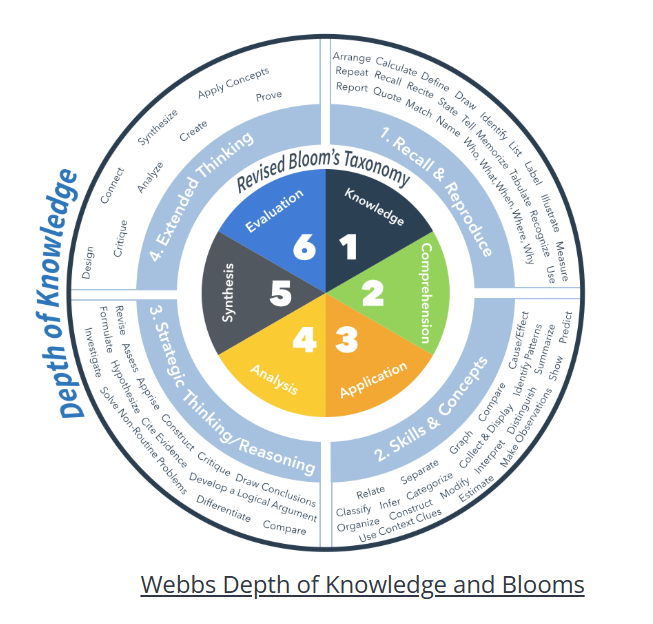 Depth of Knowledge
Revised Bloom's Taxonomy
Knowledge
1
Comprehension
2
Application
3
Analysis
4
Synthesis
5
Evaluation
6
1. Recall & Reproduce
Arrange Calculate Define Draw Identify List Label Illustrate Measure
Repeat Recall Recite State Tell Memorize Tabulate Recognize Use
Report Quote Match Name Who, What, When, Where, Why
2. Skills & Concepts
Cause/Effect
Predict
Identify Patterns
Summarize
Show
Compare
Collect & Display
Distinguish
Make Observations
Graph
Interpret
Separate
Categorize
Modify
Estimate
Relate
Infer
Construct
Classify
Organize
Use Context Clues
3. Strategic Thinking/Reasoning
Revise Assess Apprise Construct Critique Draw Conclusions
Formulate Hypothesize Cite Evidence Develop a Logical Argument
Investigate Solve Non-Routine Problems Differentiate Compare
4. Extended Thinking
Design Connect Synthesize Apply Concepts
Critique Analyze Create Prove
Webbs Depth of Knowledge and Blooms